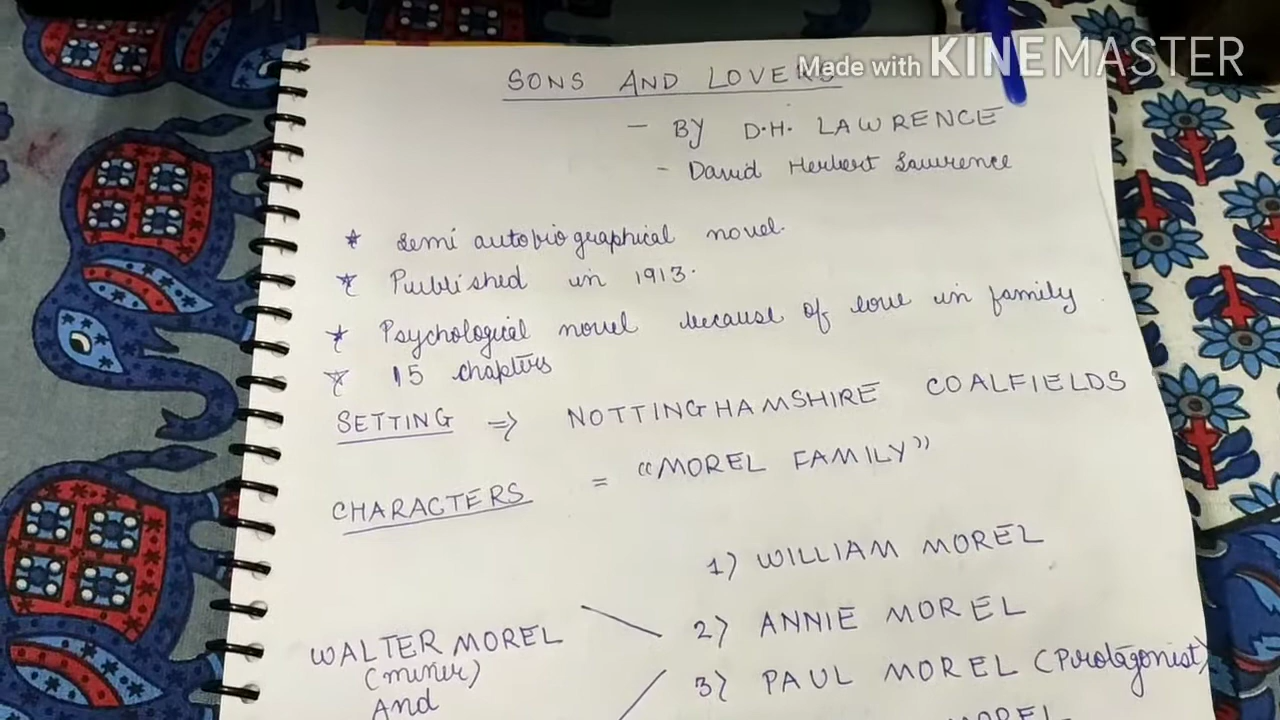 Made with KINEMASTER
SONS AND LOVERS
- BY D.H. LAWRENCE
- David Herbert Lawrence
* Semi autobiographical novel.
* Published in 1913.
* Psychological novel because of love in family
* 15 chapters
SETTING => NOTTINGHAMSHIRE COALFIELDS
CHARACTERS = "MOREL FAMILY"
1) WILLIAM MOREL
2) ANNIE MOREL
WALTER MOREL
(miner)
3) PAUL MOREL (Protagonist)
And
MOREL